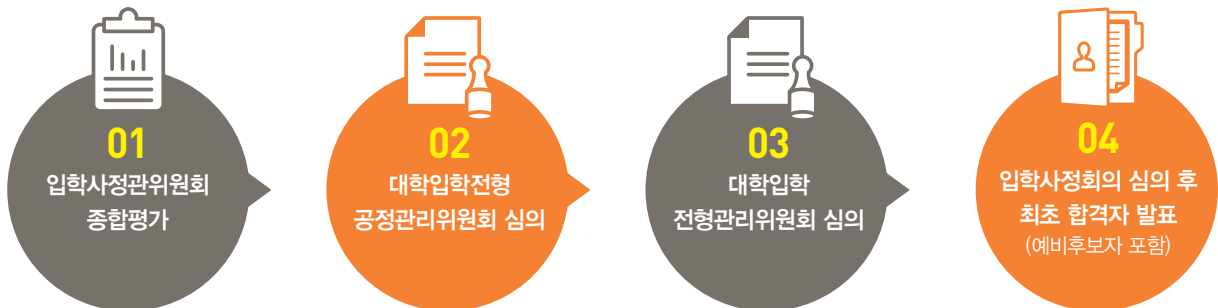 01
입학사정관위원회
종합평가
02
대학입학전형
공정관리위원회 심의
03
대학입학
전형관리위원회 심의
04
입학사정회의 심의 후
최초 합격자 발표
(예비후보자 포함)